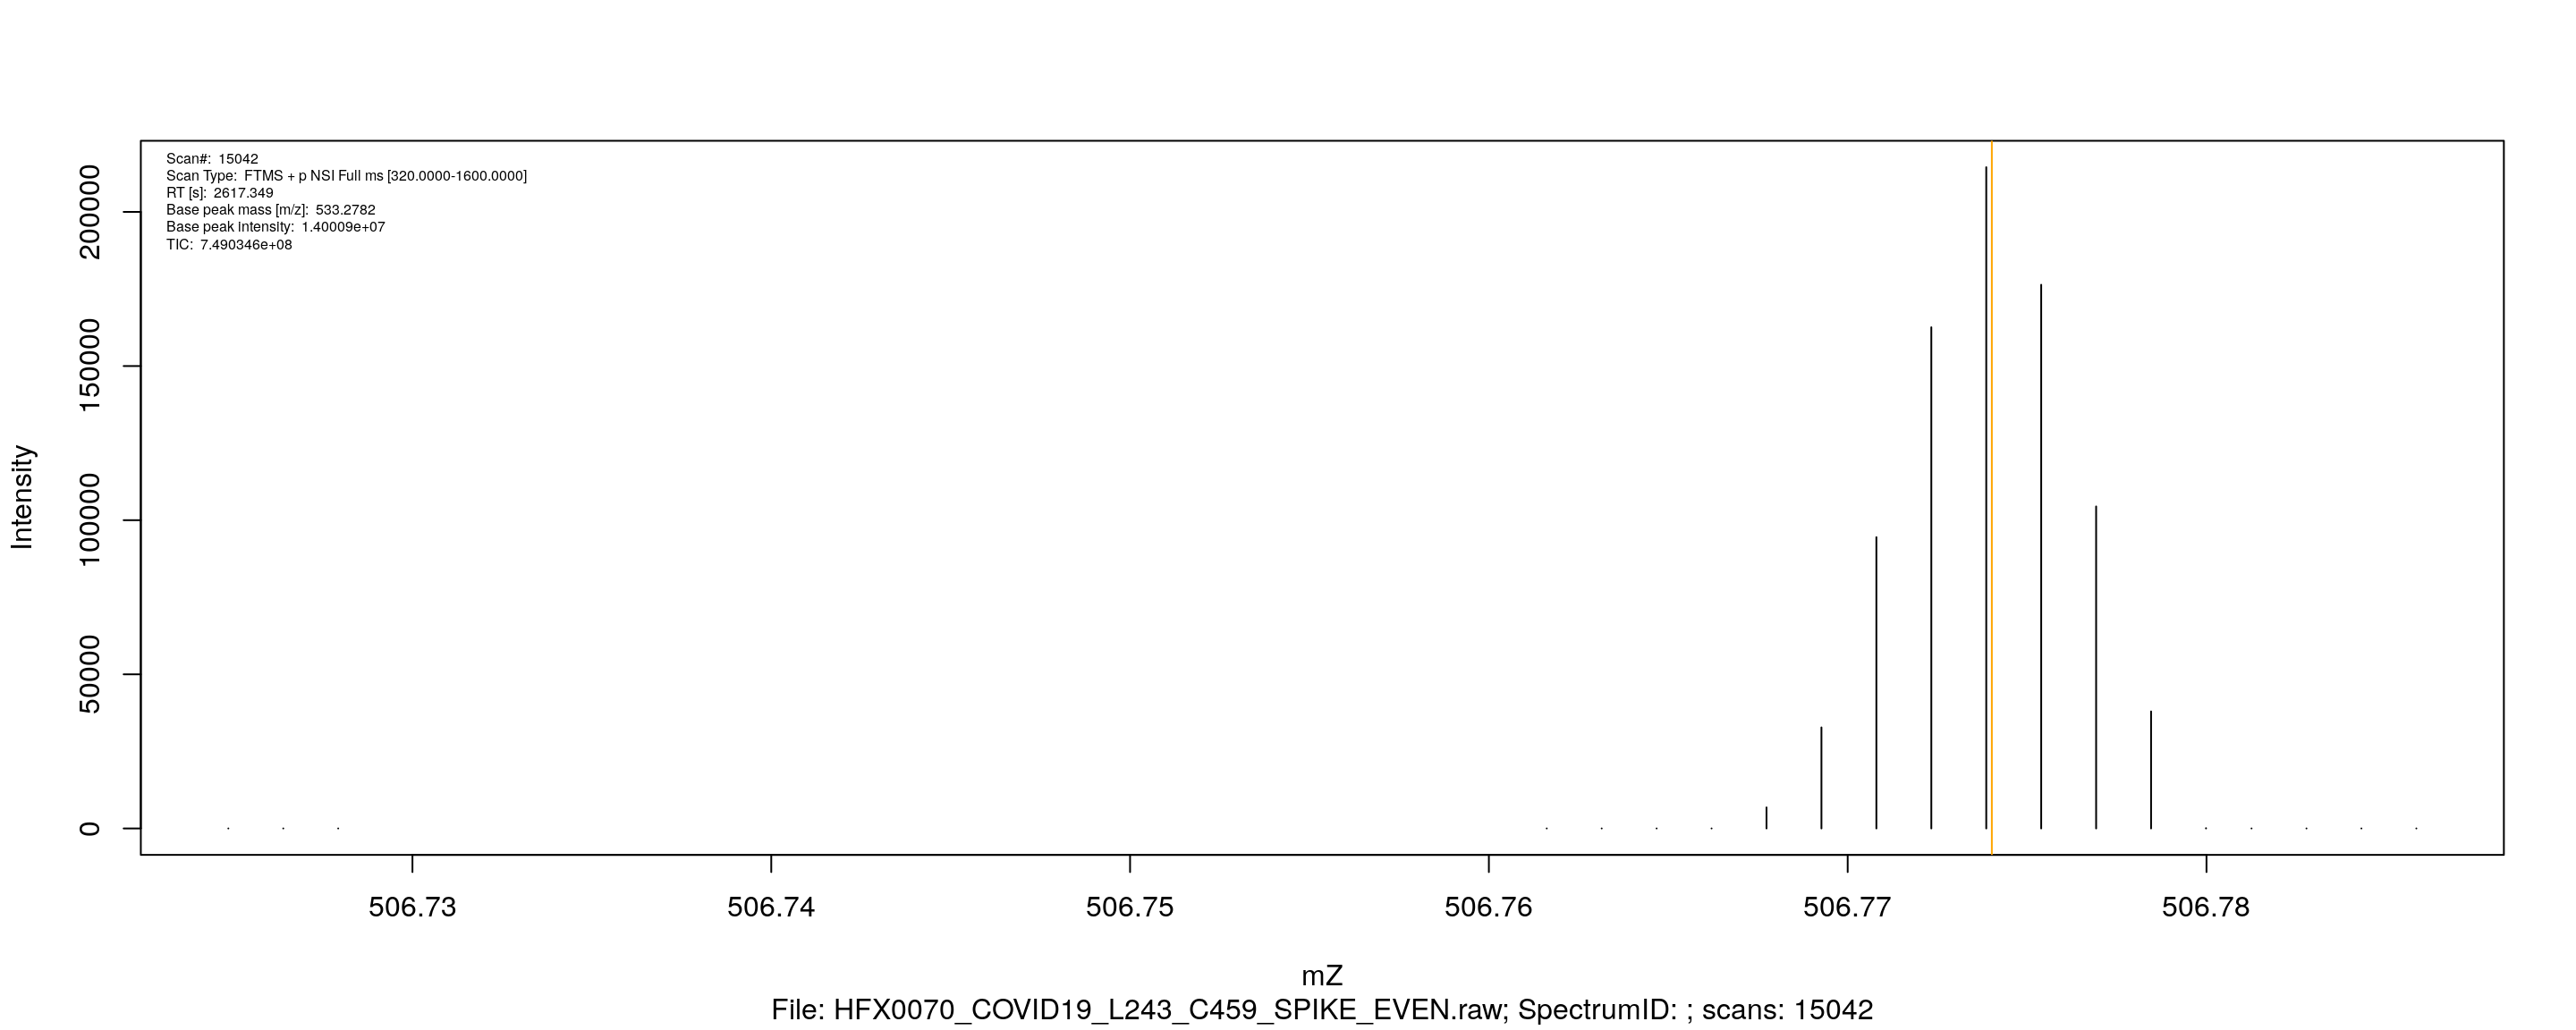 Scan#: 15042
Scan Type: FTMS + p NSI Full ms [320.0000-1600.0000]
RT [s]: 2617.349
Base peak mass [m/z]: 533.2782
Base peak intensity: 1.40009e+07
TIC: 7.490346e+08
Intensity
200000
150000
100000
50000
0
506.73 506.74 506.75 506.76 506.77 506.78
mZ
File: HFX0070_COVID19_L243_C459_SPIKE_EVEN.raw; SpectrumID: ; scans: 15042